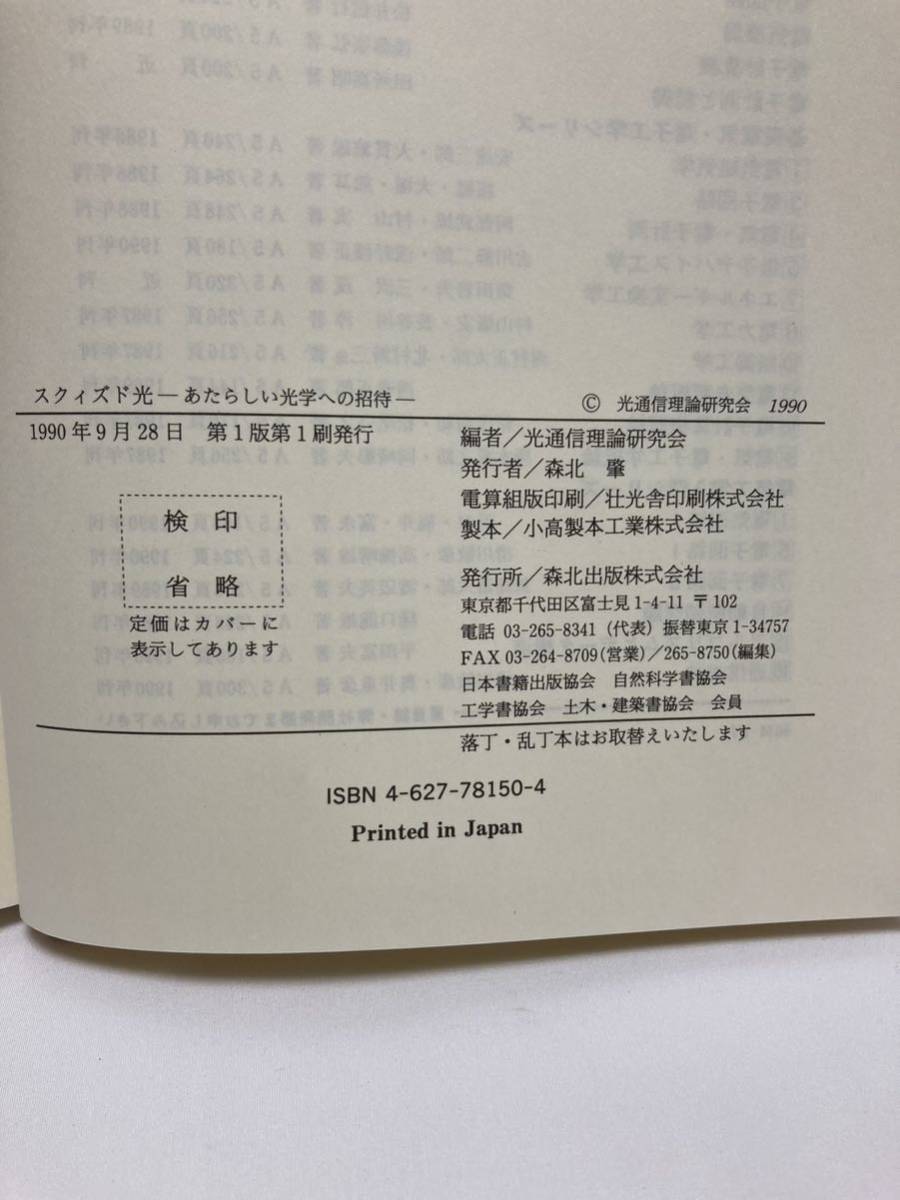 スクィズド光 ― あたらしい光学への招待 ―
© 光通信理論研究会 1990
1990 年 9 月 28 日 第 1 版第 1 刷発行
検 印
省 略
定価はカバーに
表示してあります
編者／光通信理論研究会
発行者／森北 肇
電算組版印刷／壮光舎印刷株式会社
製本／小高製本工業株式会社
発行所／森北出版株式会社
東京都千代田区富士見 1-4-11 〒 102
電話 03-265-8341 (代表) 振替東京 1-34757
FAX 03-264-8709(営業)／265-8750(編集)
日本書籍出版協会 自然科学書協会
工学書協会 土木・建築書協会 会員
落丁・乱丁本はお取替えいたします
ISBN 4-627-78150-4
Printed in Japan